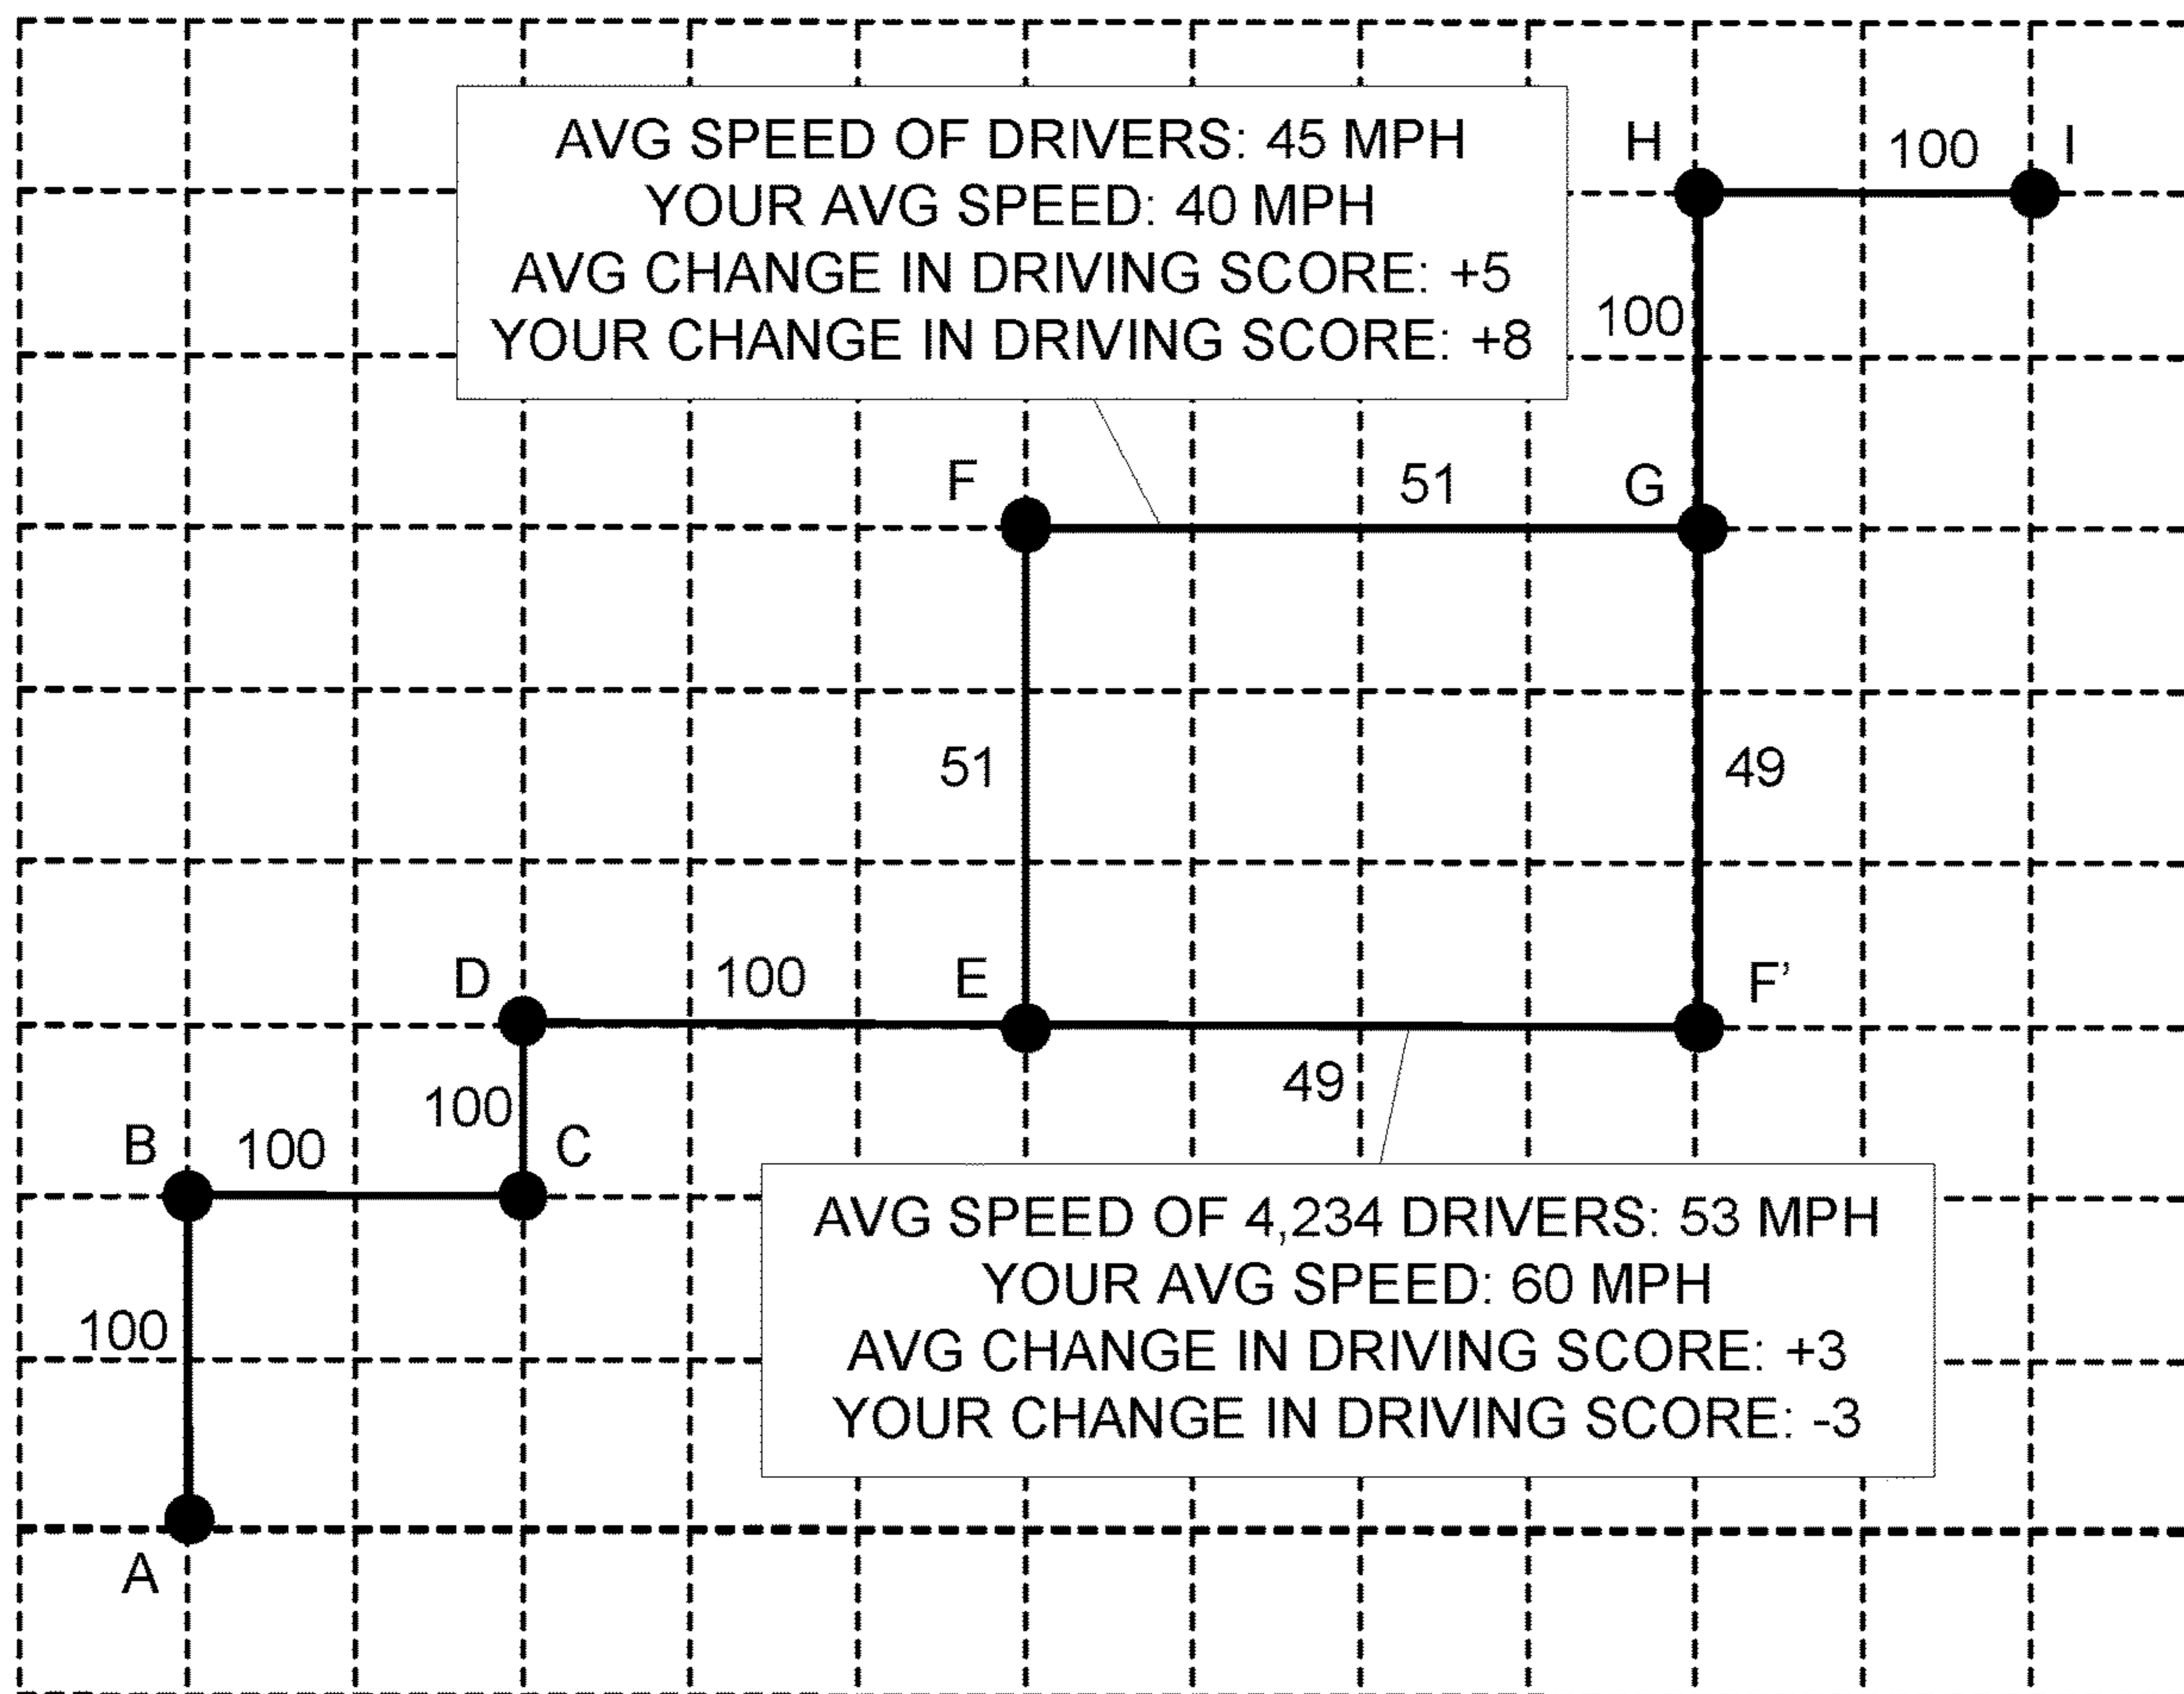 AVG SPEED OF DRIVERS: 45 MPH
YOUR AVG SPEED: 40 MPH
AVG CHANGE IN DRIVING SCORE: +5
YOUR CHANGE IN DRIVING SCORE: +8
H
100
I
100
F
51
G
51
49
D
100
E
F’
49
100
B
100
C
AVG SPEED OF 4,234 DRIVERS: 53 MPH
YOUR AVG SPEED: 60 MPH
AVG CHANGE IN DRIVING SCORE: +3
YOUR CHANGE IN DRIVING SCORE: -3
100
A